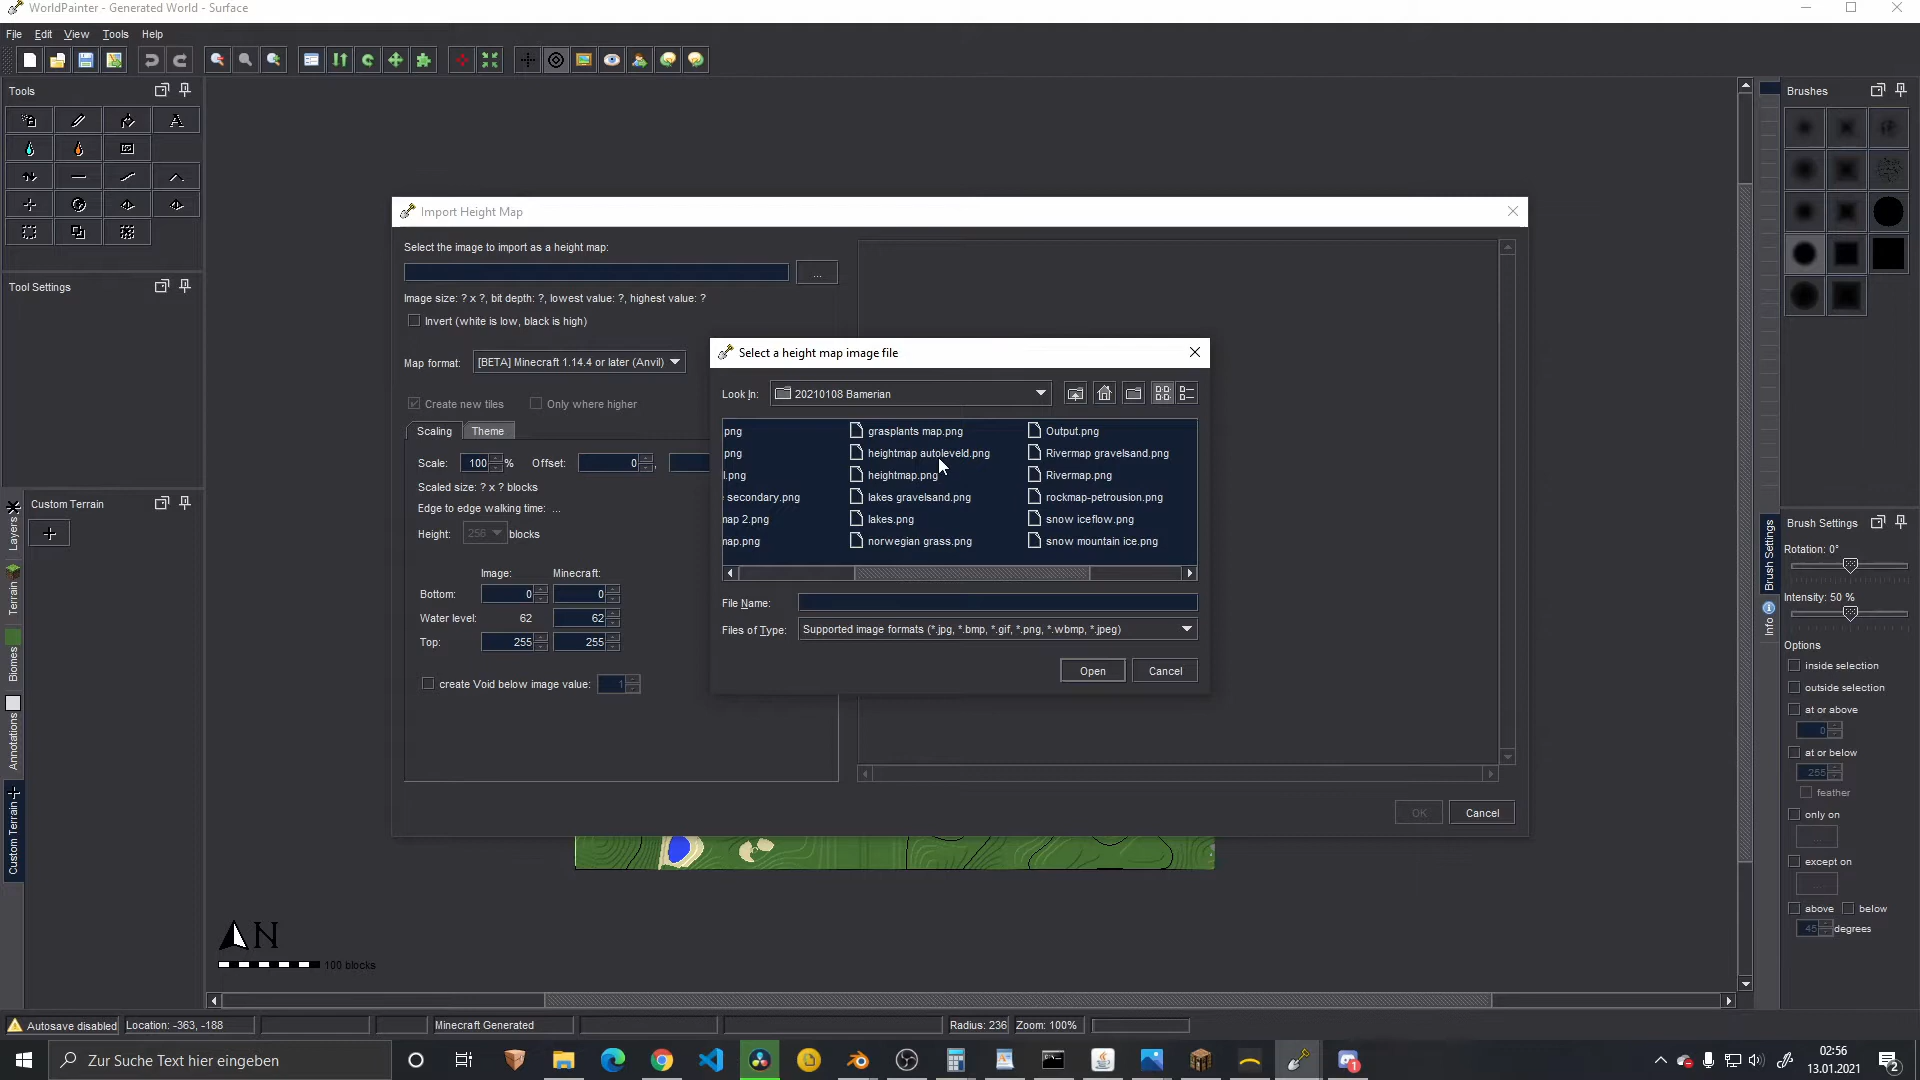 WorldPainter - Generated World - Surface
File Edit View Tools Help
Tools
Brushes
Import Height Map
Select the image to import as a height map:
...
Image size: ? x ?, bit depth: ?, lowest value: ?, highest value: ?
Invert (white is low, black is high)
Map format: [BETA] Minecraft 1.14.4 or later (Anvil)
Create new tiles Only where higher
Scaling Theme
Scale: 100 % Offset: 0 ,
Scaled size: ? x ? blocks
Edge to edge walking time: ...
Height: 256 blocks
Image: Minecraft:
Bottom: 0 0
Water level: 62 62
Top: 255 255
create Void below image value: 1
OK Cancel
Select a height map image file
Look In: 20210108 Bamerian
png grasplants map.png Output.png
png heightmap autoleveld.png Rivermap gravelsand.png
l.png heightmap.png Rivermap.png
secondary.png lakes gravelsand.png rockmap-petrousion.png
map 2.png lakes.png snow iceflow.png
map.png norwegian grass.png snow mountain ice.png
File Name:
Files of Type: Supported image formats (*.jpg, *.bmp, *.gif, *.png, *.wbmp, *.jpeg)
Open Cancel
Tool Settings
Custom Terrain
Layers
Terrain
Biomes
Annotations
Custom Terrain
Brush Settings
Info
Brush Settings
Rotation: 0°
Intensity: 50 %
Options
inside selection
outside selection
at or above
0
at or below
255
feather
only on
...
except on
...
above below
45 degrees
N
100 blocks
Autosave disabled Location: -363, -188 Minecraft Generated Radius: 236 Zoom: 100%
Zur Suche Text hier eingeben
02:56
13.01.2021
1
2